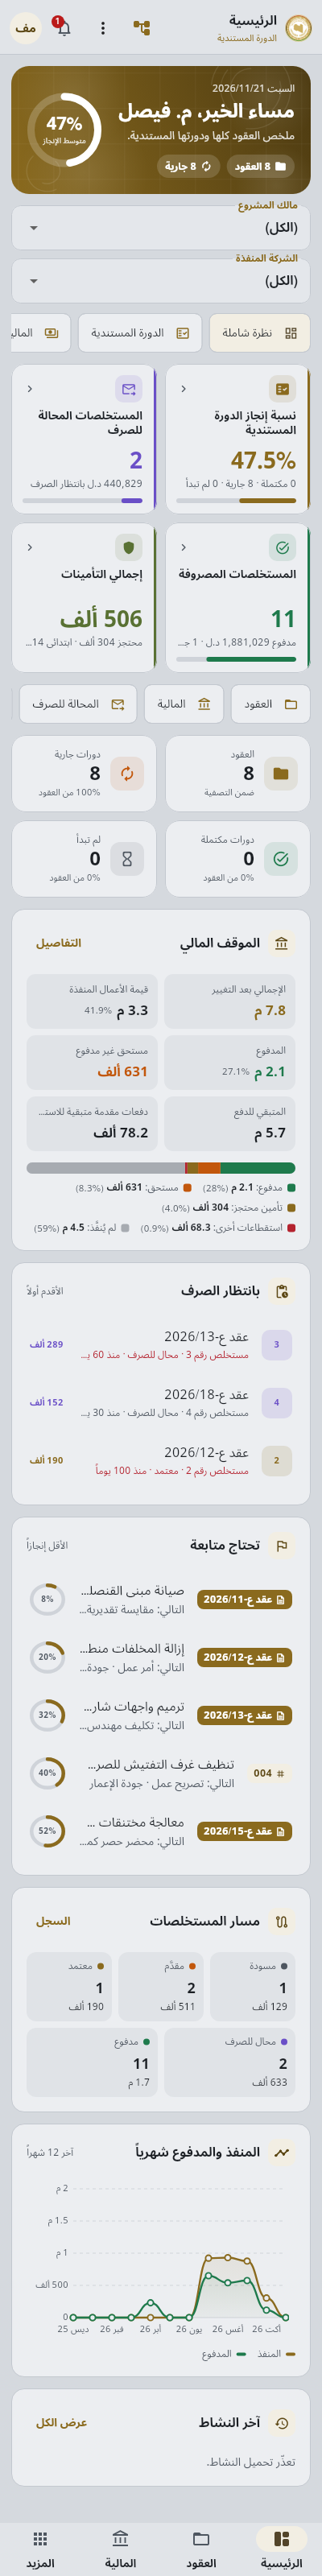 الرئيسية
الدورة المستندية
1
مف
السبت 2026/11/21
مساء الخير، م. فيصل
ملخص العقود كلها ودورتها المستندية.
8 العقود
8 جارية
47%
متوسط الإنجاز
مالك المشروع
(الكل)
الشركة المنفذة
(الكل)
نظرة شاملة
الدورة المستندية
المالي
نسبة إنجاز الدورة المستندية
47.5%
0 مكتملة · 8 جارية · 0 لم تبدأ
المستخلصات المحالة للصرف
2
440,829 د.ل بانتظار الصرف
المستخلصات المصروفة
11
مدفوع 1,881,029 د.ل · 1 ج...
إجمالي التأمينات
506 ألف
محتجز 304 ألف · ابتدائي 14...
العقود
المالية
المحالة للصرف
العقود
8
ضمن التصفية
دورات جارية
8
100% من العقود
دورات مكتملة
0
0% من العقود
لم تبدأ
0
0% من العقود
الموقف المالي
التفاصيل
الإجمالي بعد التغيير
7.8 م
قيمة الأعمال المنفذة
3.3 م 41.9%
المدفوع
2.1 م 27.1%
مستحق غير مدفوع
631 ألف
المتبقي للدفع
5.7 م
دفعات مقدمة متبقية للاست...
78.2 ألف
مدفوع: 2.1 م (28%)
مستحق: 631 ألف (8.3%)
تأمين محتجز: 304 ألف (4.0%)
استقطاعات أخرى: 68.3 ألف (0.9%)
لم يُنفَّذ: 4.5 م (59%)
بانتظار الصرف
الأقدم أولاً
3
عقد ع-2026/13
مستخلص رقم 3 · محال للصرف · منذ 60 يـ...
289 ألف
4
عقد ع-2026/18
مستخلص رقم 4 · محال للصرف · منذ 30 يـ...
152 ألف
2
عقد ع-2026/12
مستخلص رقم 2 · معتمد · منذ 100 يوماً
190 ألف
تحتاج متابعة
الأقل إنجازاً
عقد ع-2026/11
صيانة مبنى القنصلـ...
التالي: مقايسة تقديرية...
8%
عقد ع-2026/12
إزالة المخلفات منطـ...
التالي: أمر عمل · جودة...
20%
عقد ع-2026/13
ترميم واجهات شار...
التالي: تكليف مهندس...
32%
004
تنظيف غرف التفتيش للصر...
التالي: تصريح عمل · جودة الإعمار
40%
عقد ع-2026/15
معالجة مختنقات ...
التالي: محضر حصر كمـ...
52%
مسار المستخلصات
السجل
مسودة
1
129 ألف
مقدَّم
2
511 ألف
معتمد
1
190 ألف
محال للصرف
2
633 ألف
مدفوع
11
1.7 م
المنفذ والمدفوع شهرياً
آخر 12 شهراً
2 م
1.5 م
1 م
500 ألف
0
ديس 25
فبر 26
أبر 26
يون 26
أغس 26
أكت 26
المنفذ
المدفوع
آخر النشاط
عرض الكل
تعذّر تحميل النشاط.
الرئيسية
العقود
المالية
المزيد